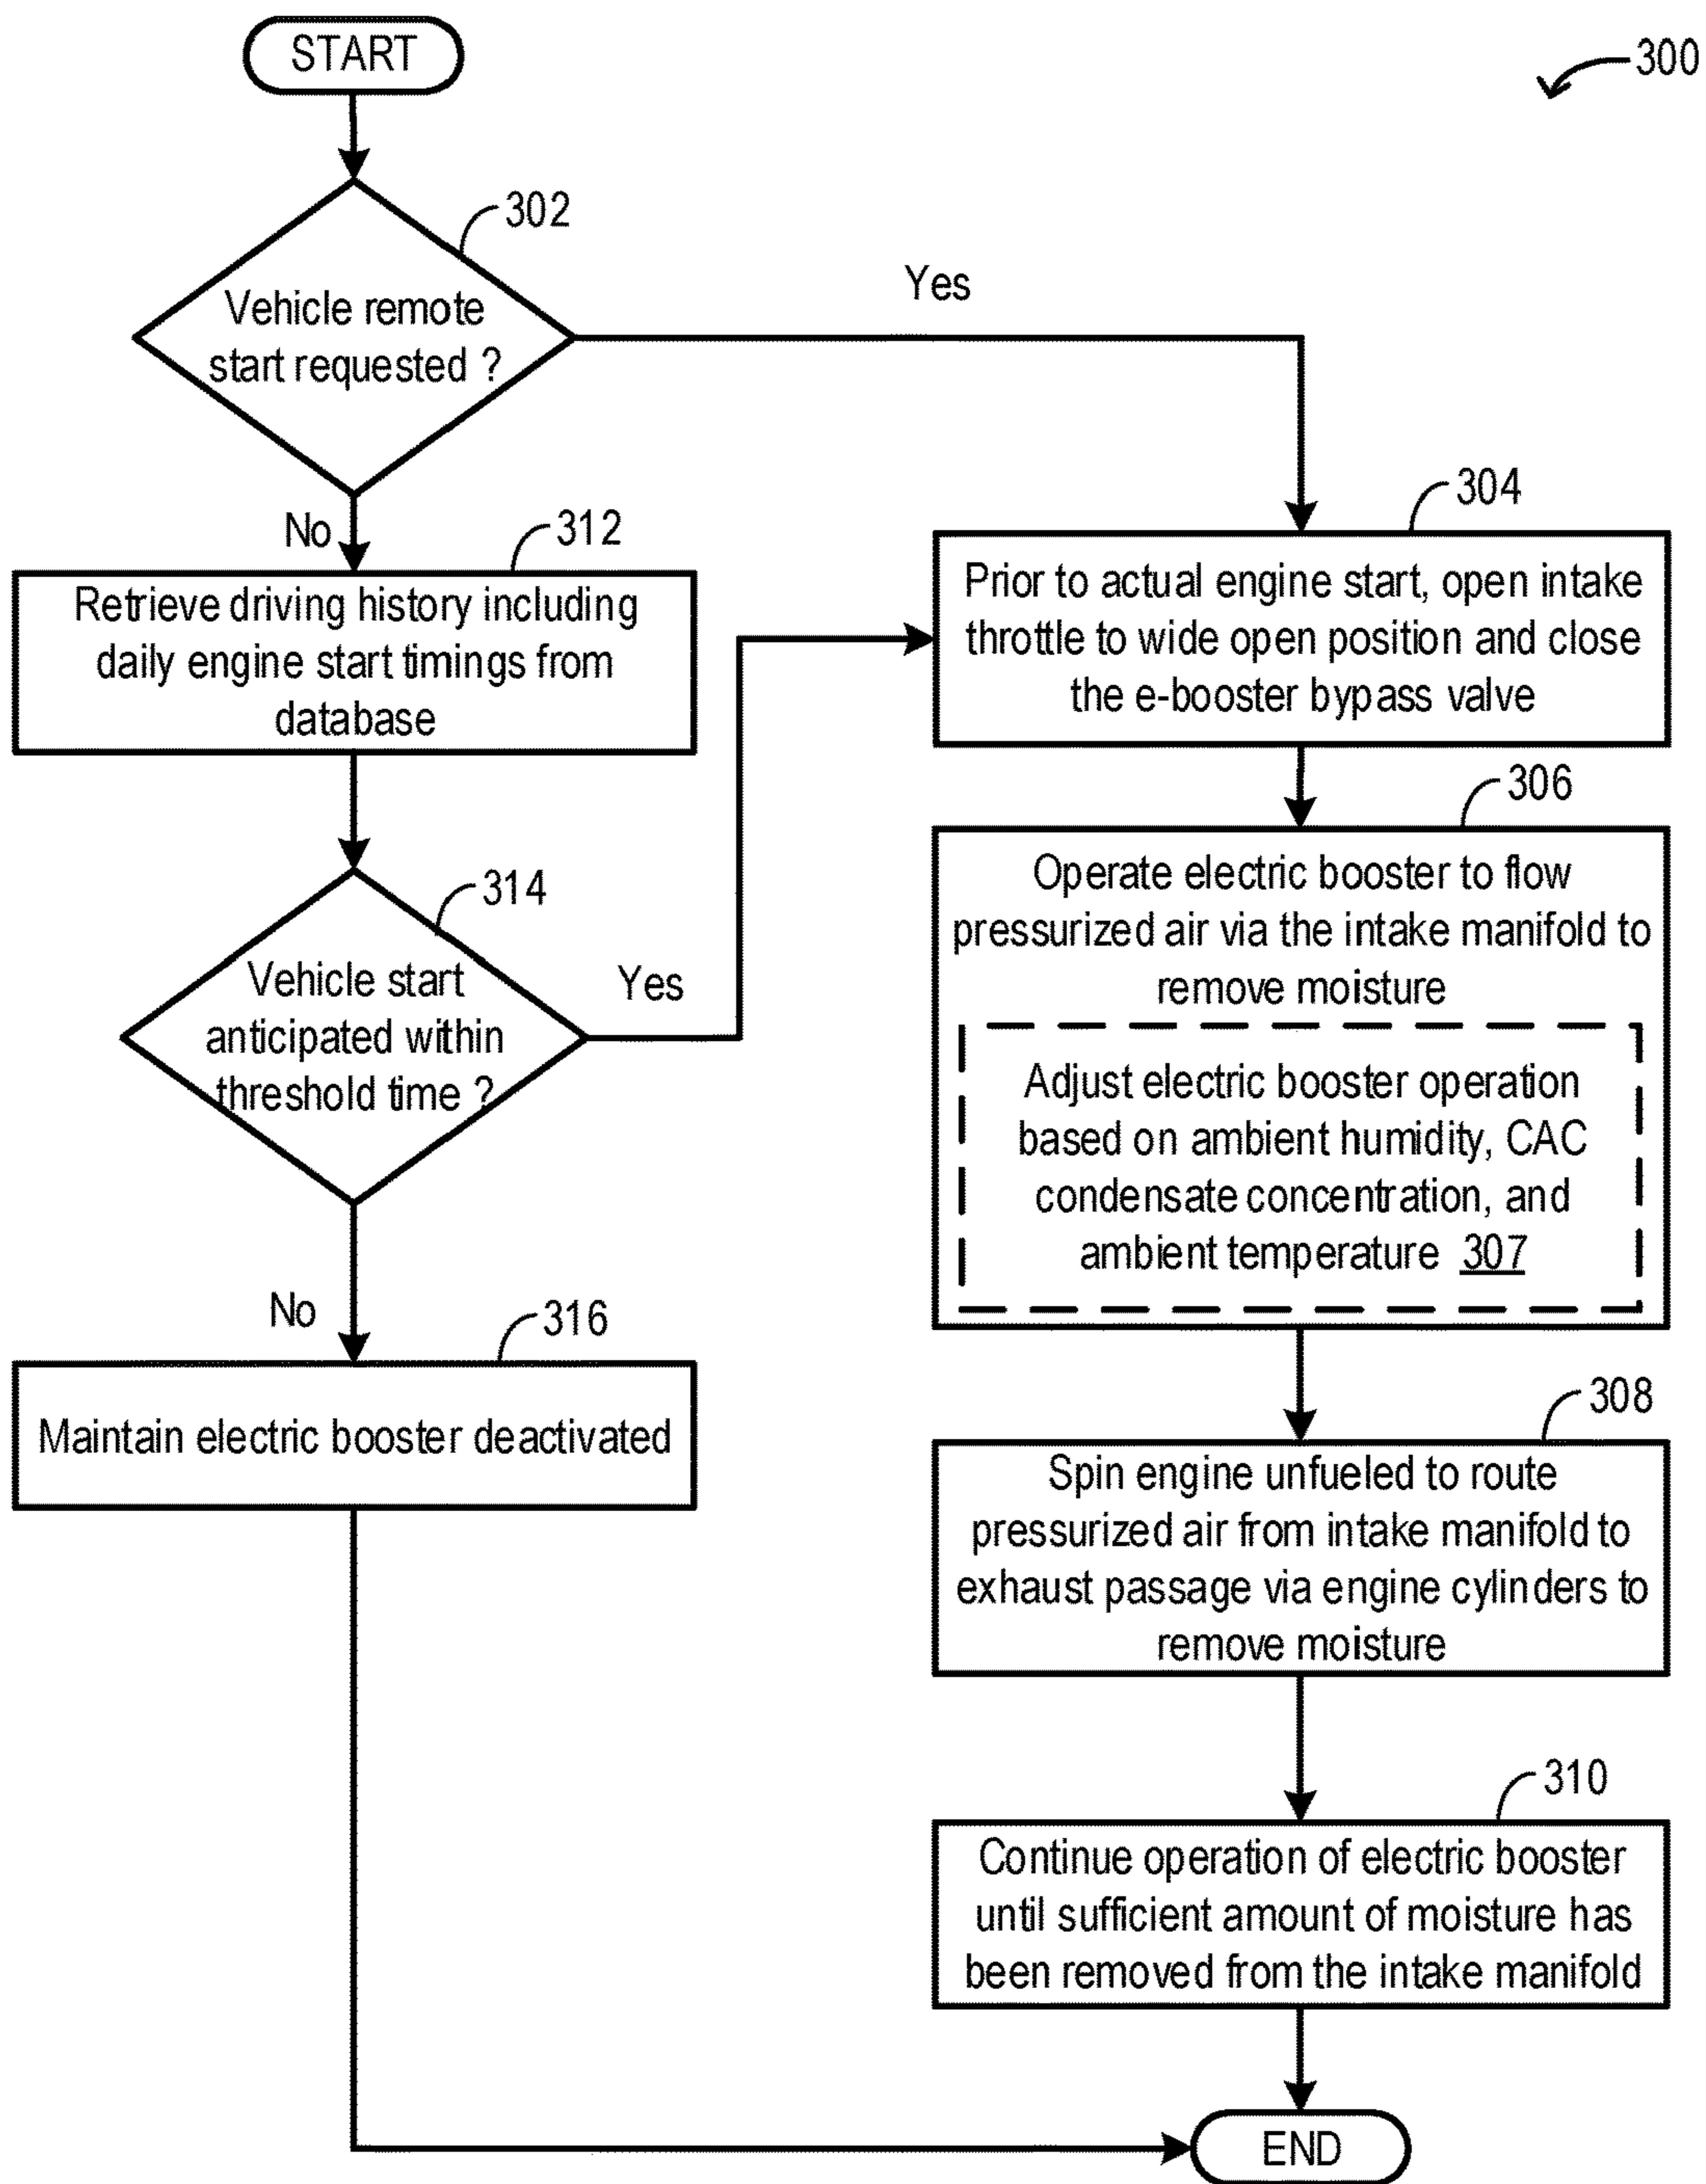 START
300
302
Vehicle remote
start requested ?
Yes
No
312
Retrieve driving history including
daily engine start timings from
database
304
Prior to actual engine start, open intake
throttle to wide open position and close
the e-booster bypass valve
306
Operate electric booster to flow
pressurized air via the intake manifold to
remove moisture
Adjust electric booster operation
based on ambient humidity, CAC
condensate concentration, and
ambient temperature 307
314
Vehicle start
anticipated within
threshold time ?
Yes
No
316
Maintain electric booster deactivated
308
Spin engine unfueled to route
pressurized air from intake manifold to
exhaust passage via engine cylinders to
remove moisture
310
Continue operation of electric booster
until sufficient amount of moisture has
been removed from the intake manifold
END